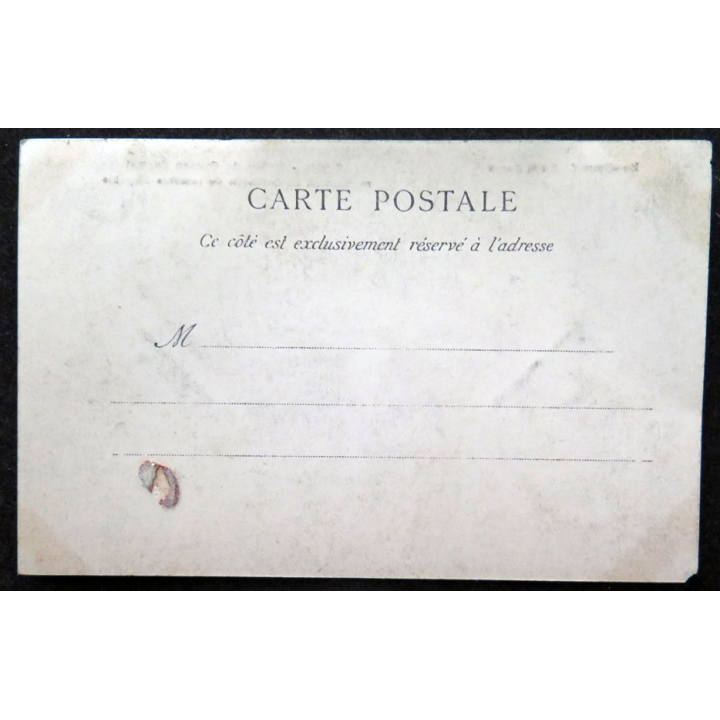 CARTE POSTALE
Ce côté est exclusivement réservé à l'adresse
M